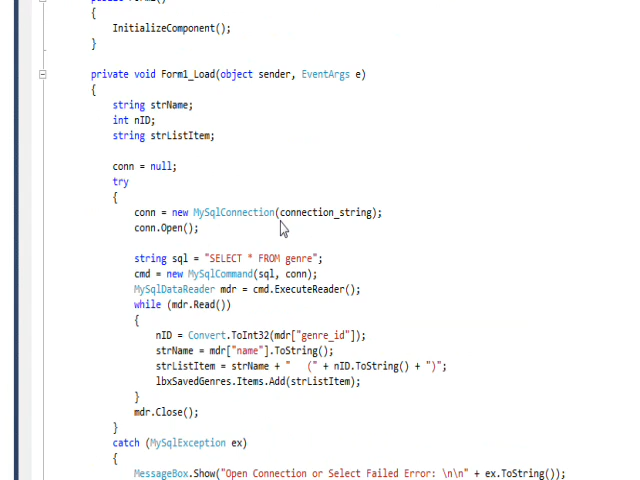 InitializeComponent();
}
private void Form1_Load(object sender, EventArgs e)
{
string strName;
int nID;
string strListItem;
conn = null;
try
{
conn = new MySqlConnection(connection_string);
conn.Open();
string sql = "SELECT * FROM genre";
cmd = new MySqlCommand(sql, conn);
MySqlDataReader mdr = cmd.ExecuteReader();
while (mdr.Read())
{
nID = Convert.ToInt32(mdr["genre_id"]);
strName = mdr["name"].ToString();
strListItem = strName + "   (" + nID.ToString() + ")";
lbxSavedGenres.Items.Add(strListItem);
}
mdr.Close();
}
catch (MySqlException ex)
{
MessageBox.Show("Open Connection or Select Failed Error: \n\n" + ex.ToString());